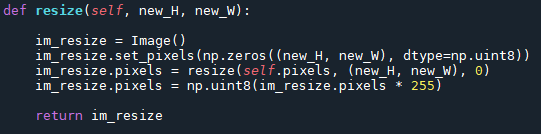 def resize(self, new_H, new_W):
im_resize = Image()
im_resize.set_pixels(np.zeros((new_H, new_W), dtype=np.uint8))
im_resize.pixels = resize(self.pixels, (new_H, new_W), 0)
im_resize.pixels = np.uint8(im_resize.pixels * 255)
return im_resize